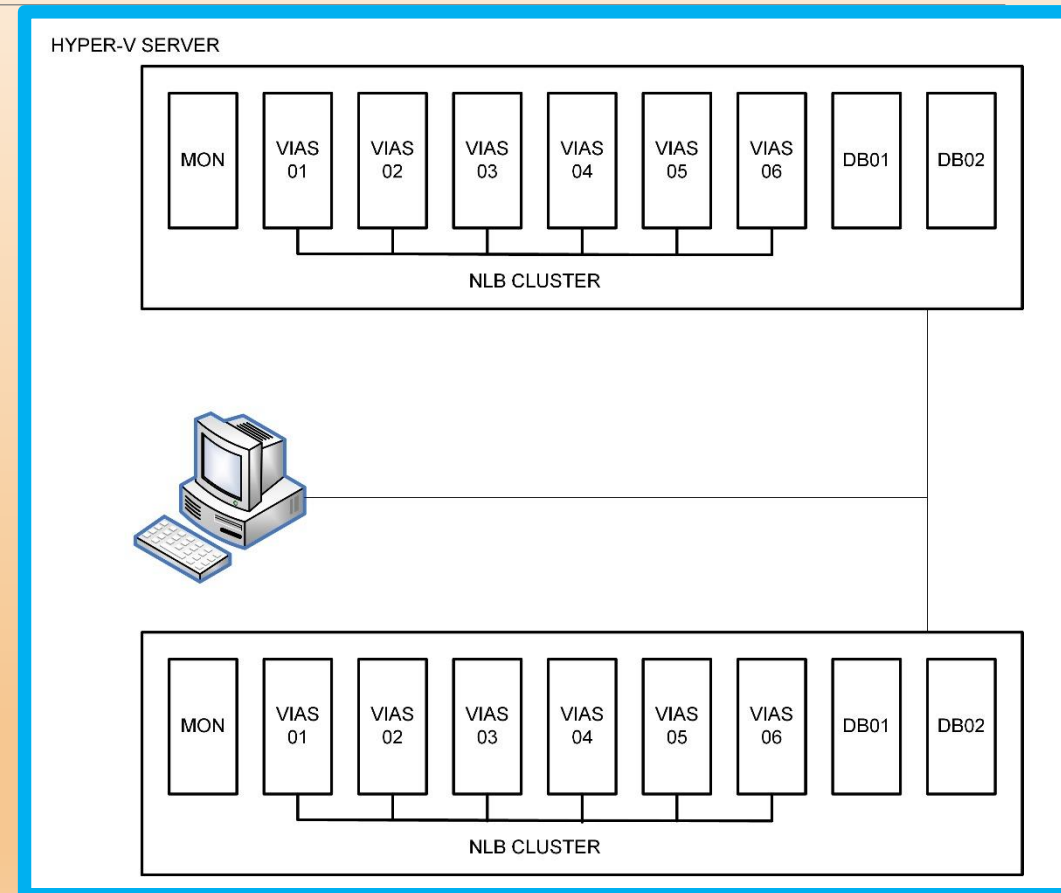 HYPER-V SERVER
MON
VIAS
01
VIAS
02
VIAS
03
VIAS
04
VIAS
05
VIAS
06
DB01
DB02
NLB CLUSTER
MON
VIAS
01
VIAS
02
VIAS
03
VIAS
04
VIAS
05
VIAS
06
DB01
DB02
NLB CLUSTER